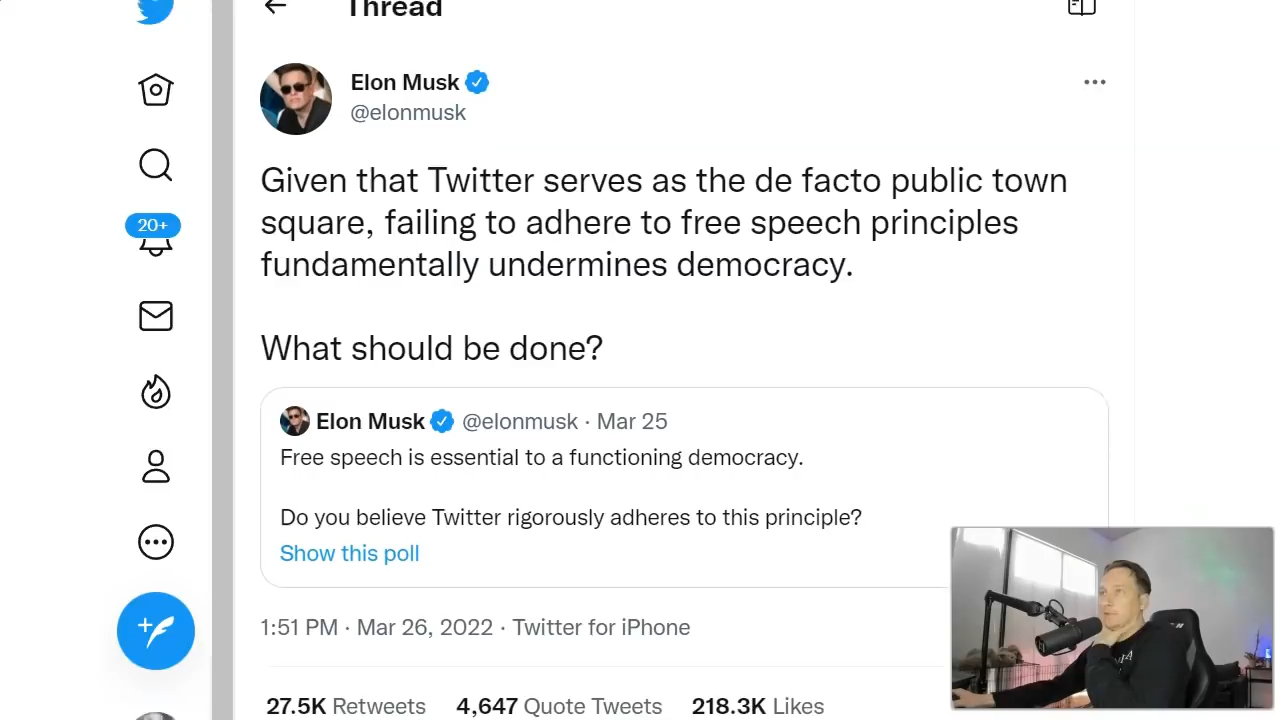 Thread
Elon Musk
@elonmusk
Given that Twitter serves as the de facto public town
square, failing to adhere to free speech principles
fundamentally undermines democracy.
What should be done?
Elon Musk @elonmusk · Mar 25
Free speech is essential to a functioning democracy.
Do you believe Twitter rigorously adheres to this principle?
Show this poll
1:51 PM · Mar 26, 2022 · Twitter for iPhone
27.5K Retweets 4,647 Quote Tweets 218.3K Likes
20+